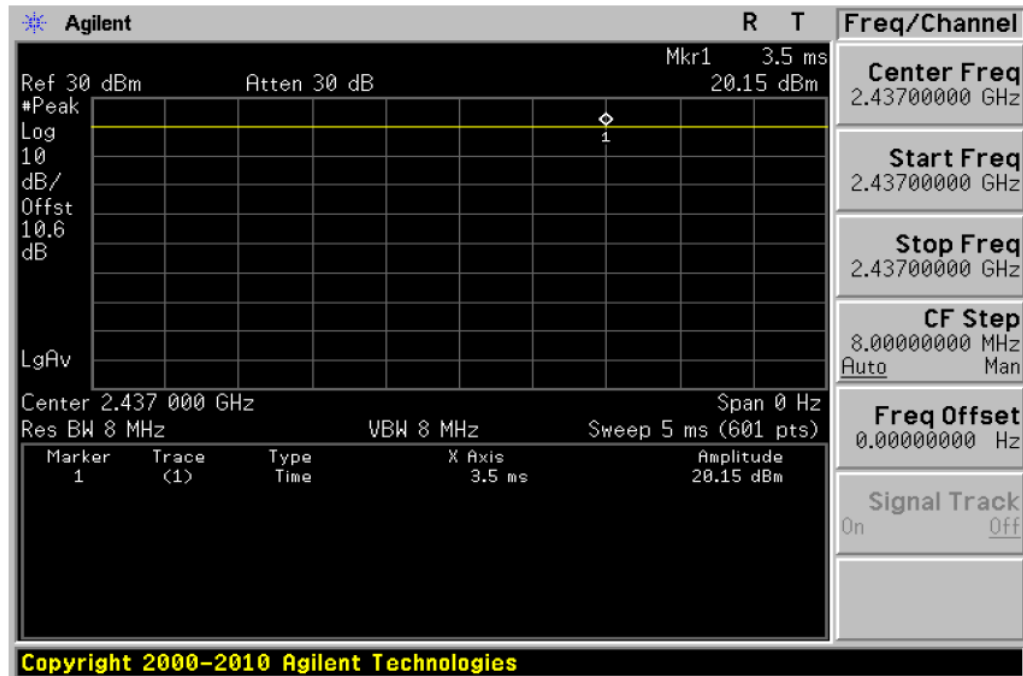 Agilent R T Freq/Channel
Mkr1 3.5 ms
Ref 30 dBm Atten 30 dB 20.15 dBm
#Peak
Log
10
dB/
Offst
10.6
dB
1
LgAv
Center 2.437 000 GHz Span 0 Hz
Res BW 8 MHz VBW 8 MHz Sweep 5 ms (601 pts)
Marker Trace Type X Axis Amplitude
1 (1) Time 3.5 ms 20.15 dBm
Center Freq
2.43700000 GHz
Start Freq
2.43700000 GHz
Stop Freq
2.43700000 GHz
CF Step
8.00000000 MHz
Auto Man
Freq Offset
0.00000000 Hz
Signal Track
On Off
Copyright 2000-2010 Agilent Technologies